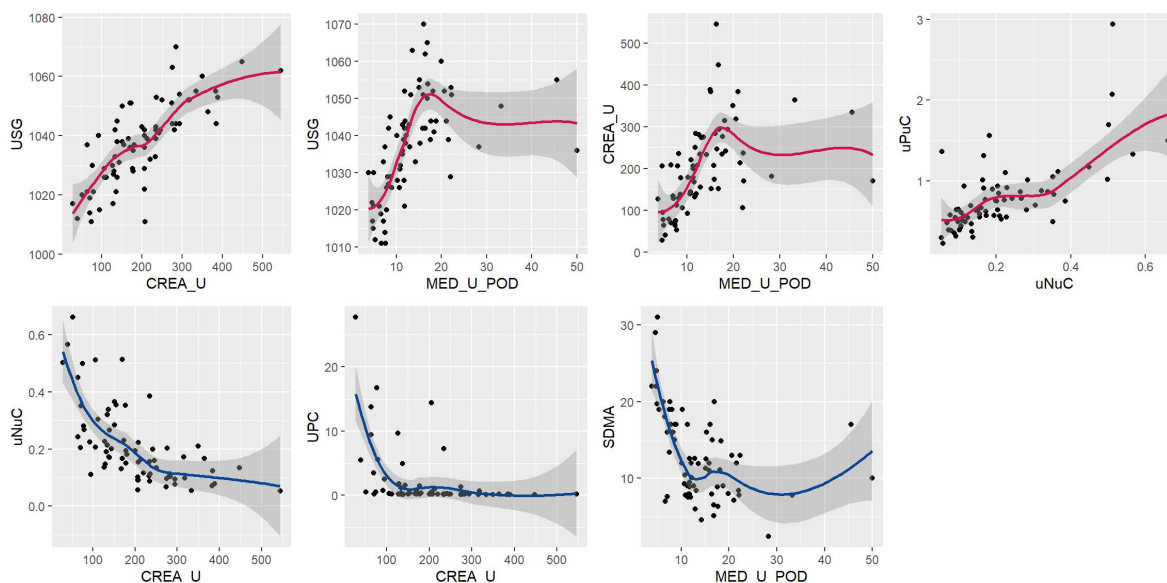 1080
1060
1040
1020
1000
USG
100 200 300 400 500
CREA_U
1070
1060
1050
1040
1030
1020
1010
USG
10 20 30 40 50
MED_U_POD
500
400
300
200
100
0
CREA_U
10 20 30 40 50
MED_U_POD
3
2
1
uPuC
0.2 0.4 0.6
uNuC
0.6
0.4
0.2
0.0
uNuC
100 200 300 400 500
CREA_U
20
10
0
UPC
100 200 300 400 500
CREA_U
30
20
10
SDMA
10 20 30 40 50
MED_U_POD